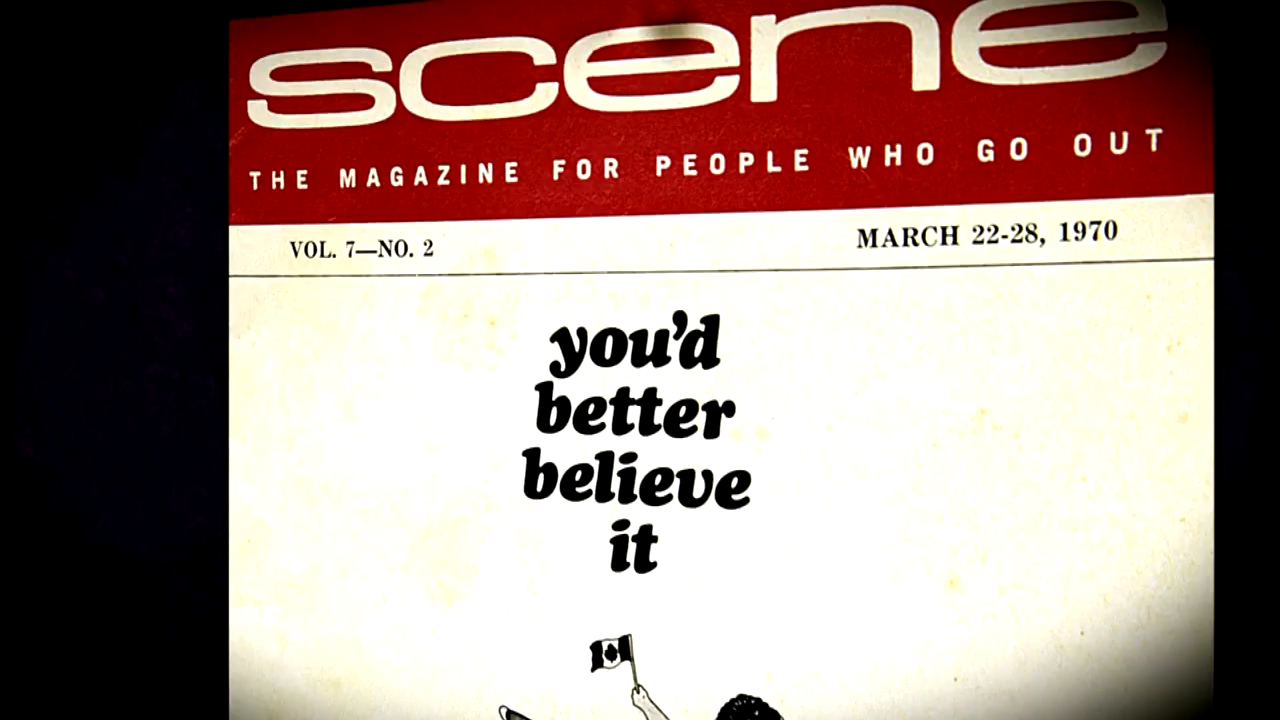 scene
THE MAGAZINE FOR PEOPLE WHO GO OUT
VOL. 7—NO. 2
MARCH 22-28, 1970
you'd
better
believe
it